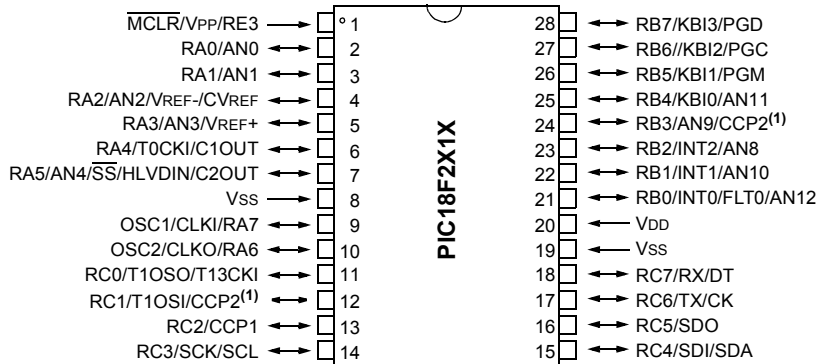 MCLR/VPP/RE3 1 28 RB7/KBI3/PGD
RA0/AN0 2 27 RB6//KBI2/PGC
RA1/AN1 3 26 RB5/KBI1/PGM
RA2/AN2/VREF-/CVREF 4 25 RB4/KBI0/AN11
RA3/AN3/VREF+ 5 24 RB3/AN9/CCP2(1)
RA4/T0CKI/C1OUT 6 23 RB2/INT2/AN8
RA5/AN4/SS/HLVDIN/C2OUT 7 22 RB1/INT1/AN10
VSS 8 21 RB0/INT0/FLT0/AN12
OSC1/CLKI/RA7 9 20 VDD
OSC2/CLKO/RA6 10 19 VSS
RC0/T1OSO/T13CKI 11 18 RC7/RX/DT
RC1/T1OSI/CCP2(1) 12 17 RC6/TX/CK
RC2/CCP1 13 16 RC5/SDO
RC3/SCK/SCL 14 15 RC4/SDI/SDA
PIC18F2X1X